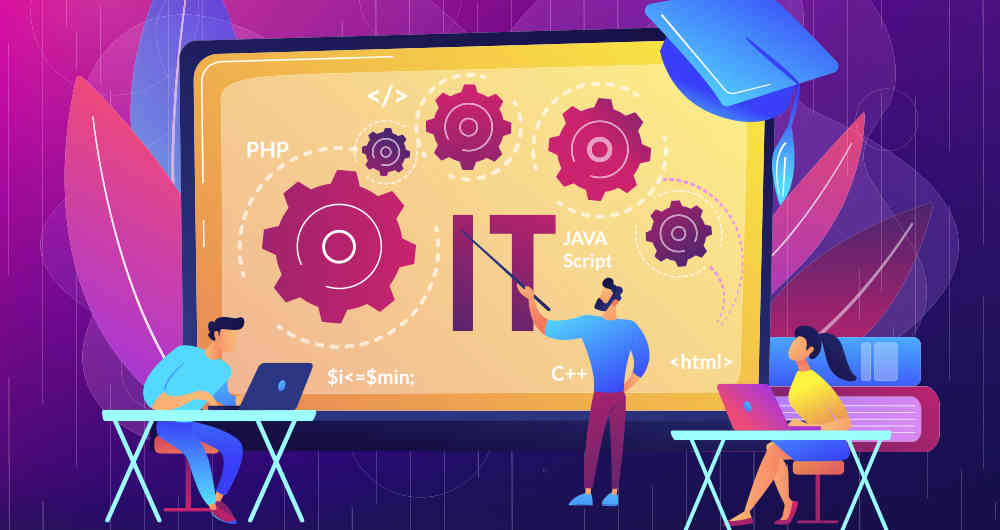 </>
PHP
IT
JAVA
Script
$i<=$min;
C++
<html>